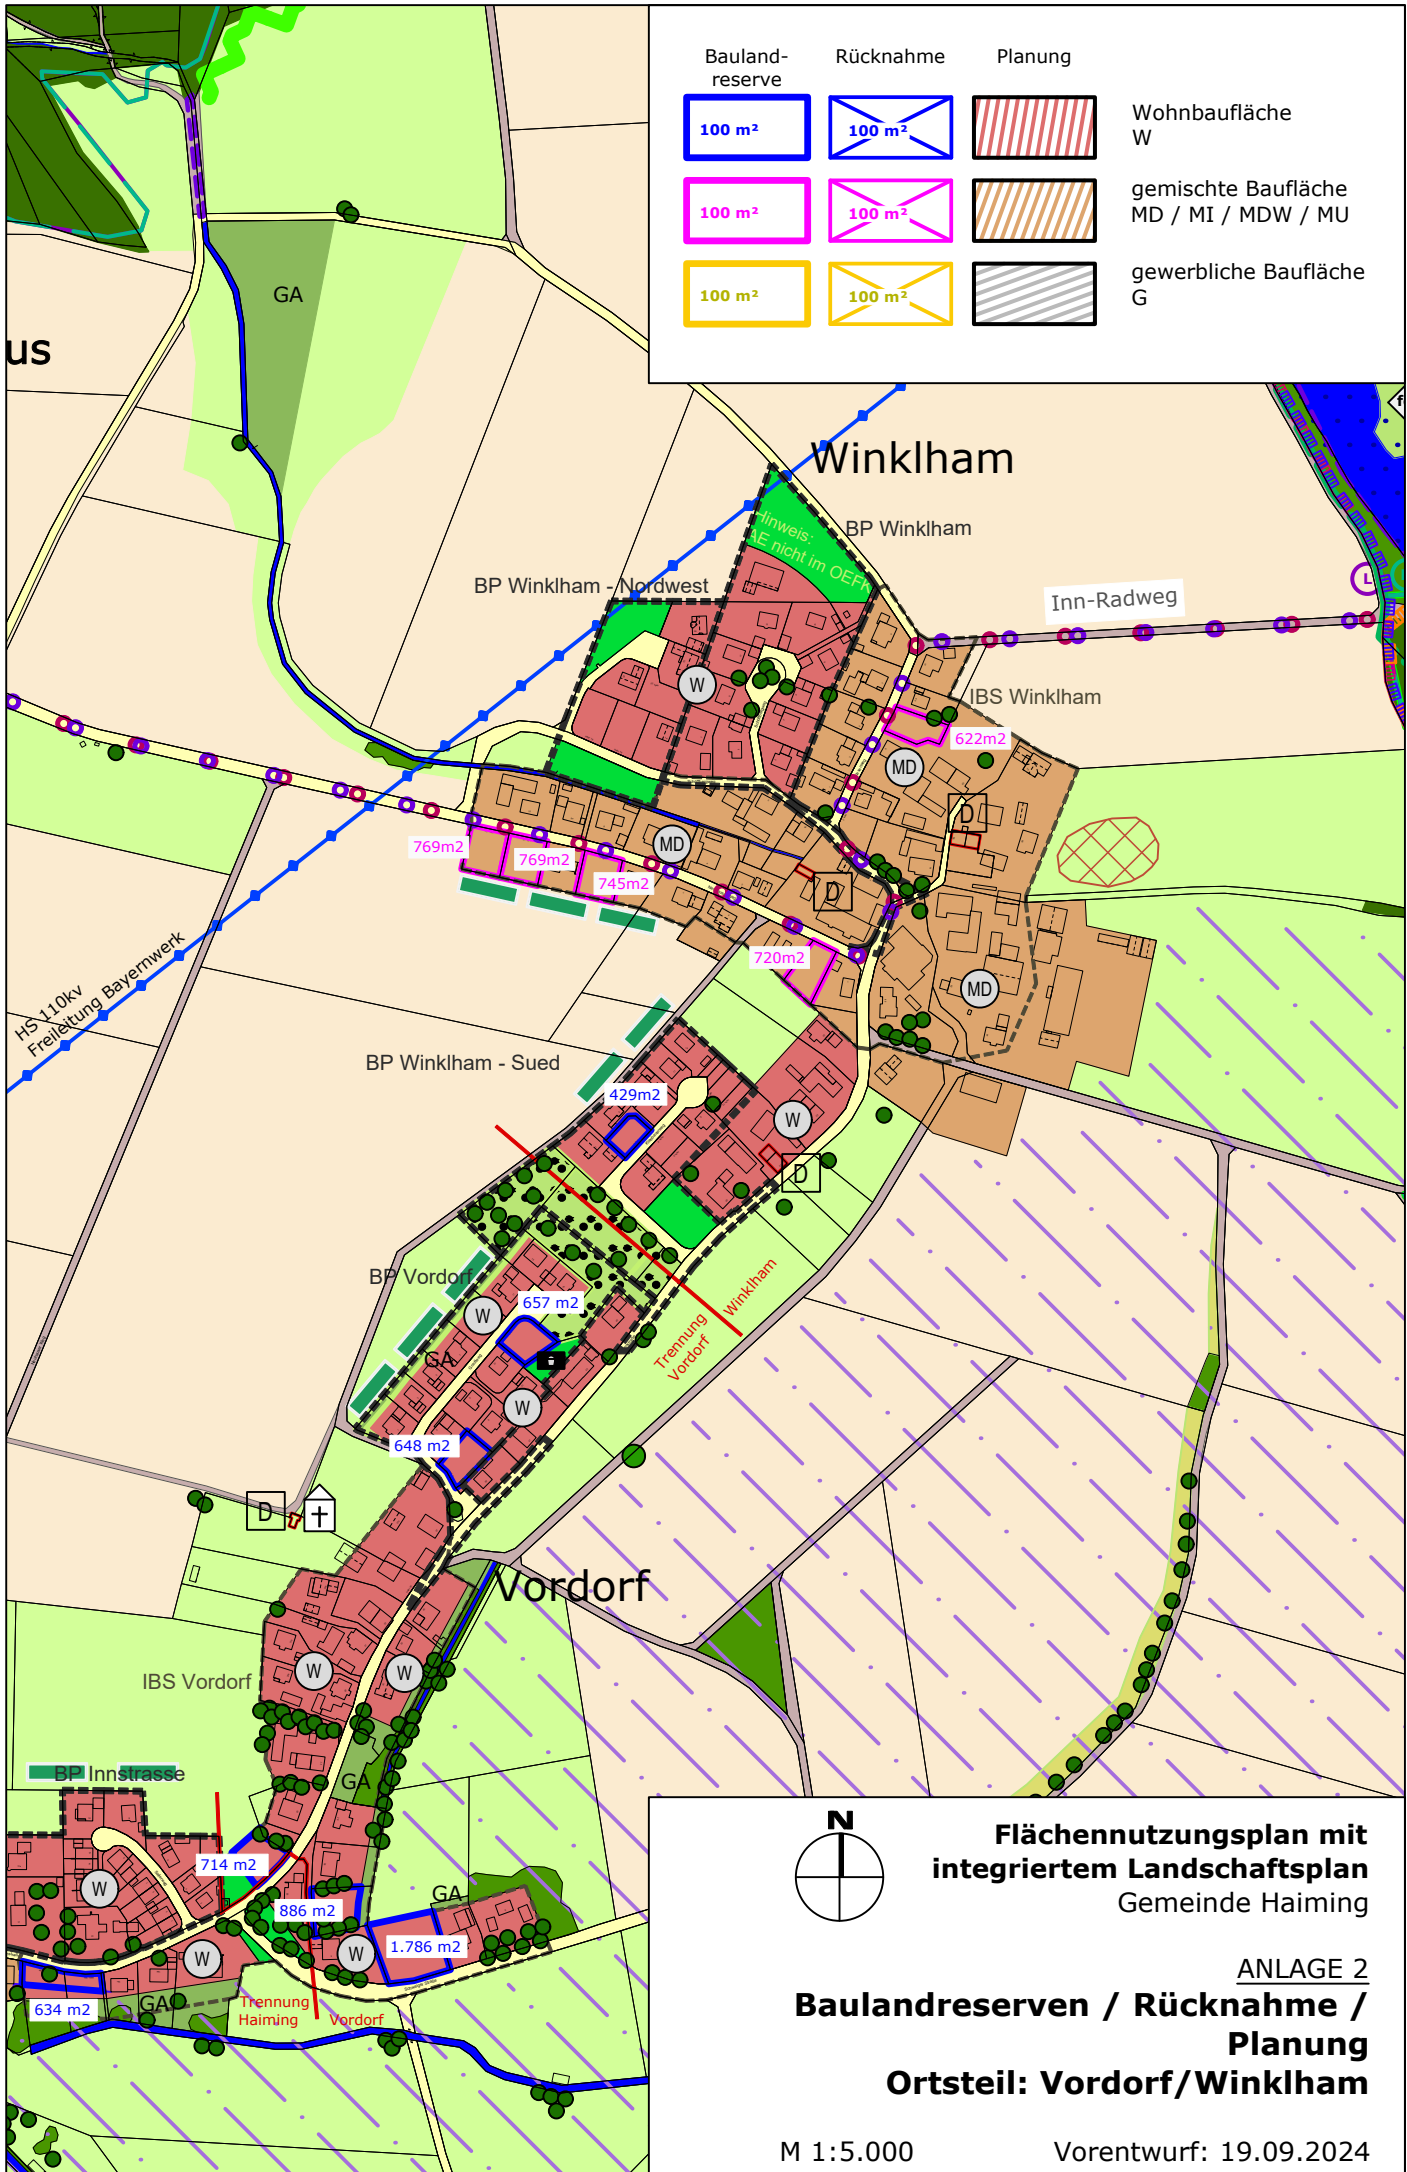 Bauland-
reserve
Rücknahme
Planung
100 m²
100 m²
Wohnbaufläche
W
100 m²
100 m²
gemischte Baufläche
MD / MI / MDW / MU
100 m²
100 m²
gewerbliche Baufläche
G
GA
us
Winklham
Hinweis:
AE nicht im OEFK
BP Winklham
BP Winklham - Nordwest
L
Inn-Radweg
W
IBS Winklham
622m2
MD
D
769m2
769m2
MD
745m2
D
720m2
MD
HS 110kv
Freileitung Bayernwerk
BP Winklham - Sued
429m2
W
D
BP Vordorf
657 m2
W
Trennung
Vordorf
Winklham
GA
W
648 m2
D
Vordorf
W
W
IBS Vordorf
BP Innstrasse
GA
714 m2
W
886 m2
GA
W
W
1.786 m2
634 m2
GA
Trennung
Haiming
Vordorf
N
Flächennutzungsplan mit
integriertem Landschaftsplan
Gemeinde Haiming
ANLAGE 2
Baulandreserven / Rücknahme /
Planung
Ortsteil: Vordorf/Winklham
M 1:5.000
Vorentwurf: 19.09.2024